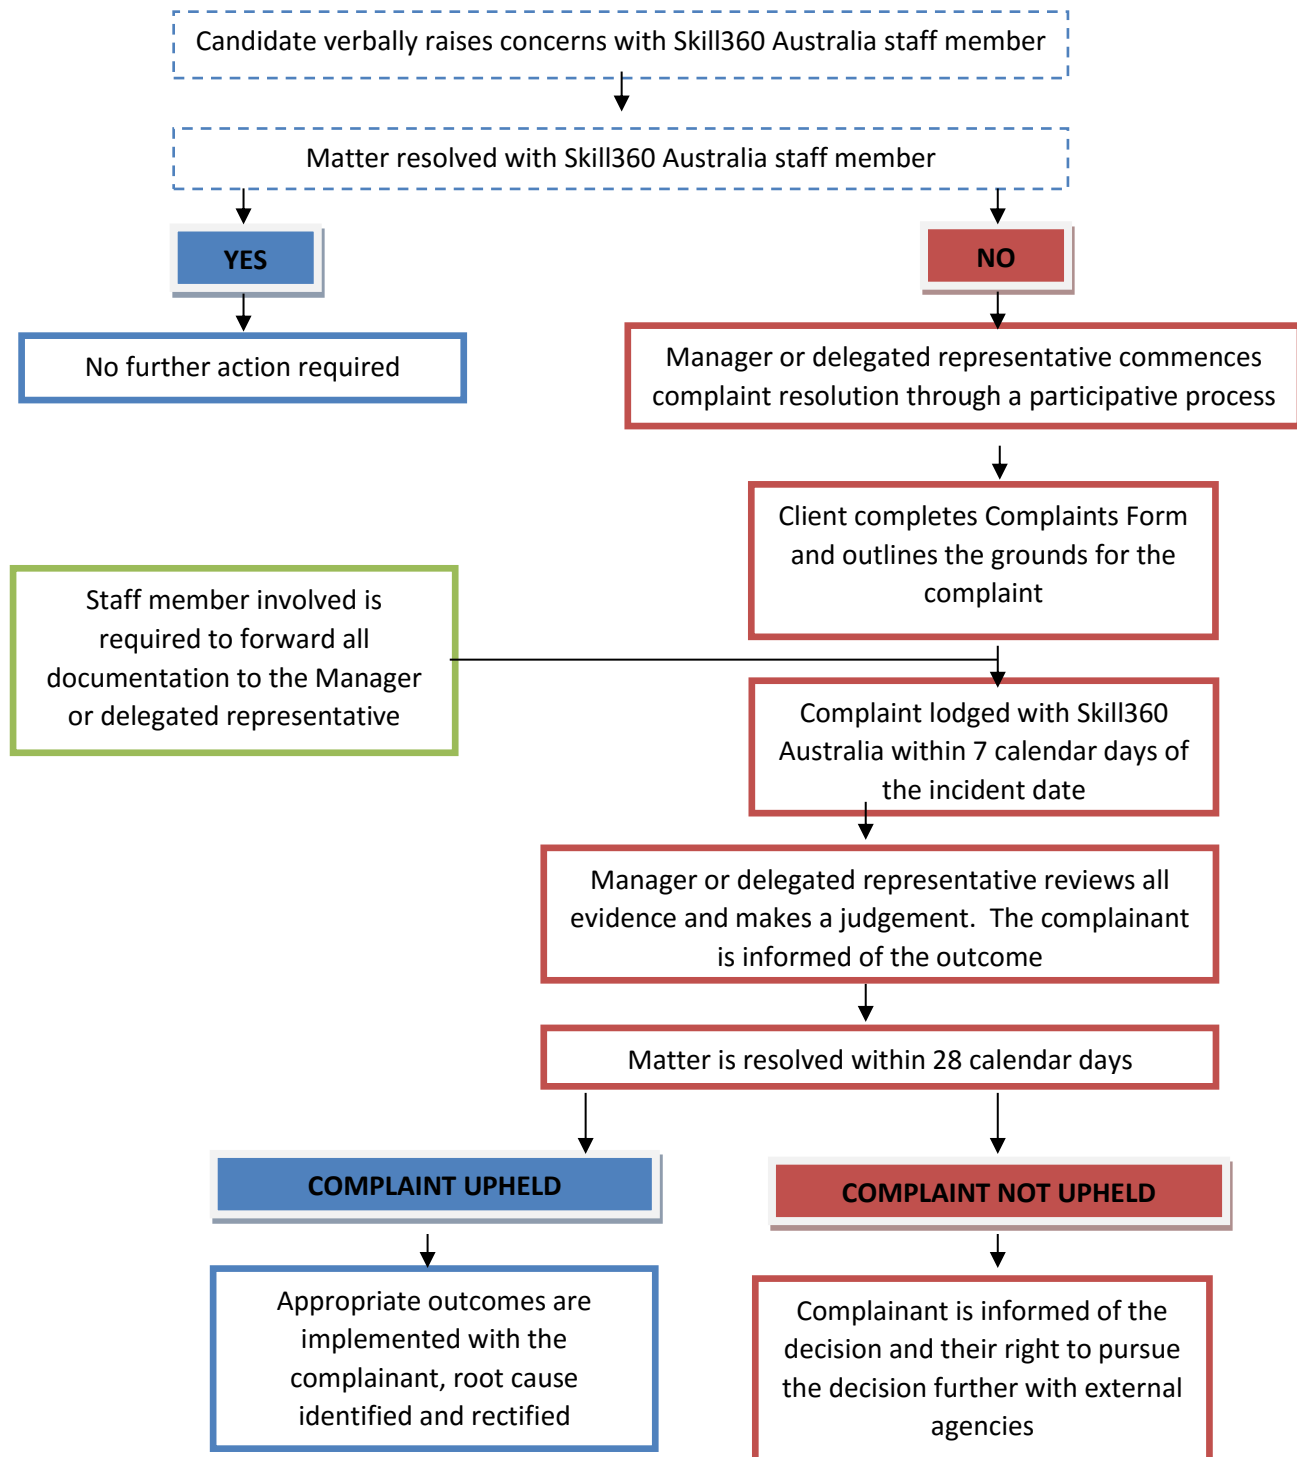 Candidate verbally raises concerns with Skill360 Australia staff member
Matter resolved with Skill360 Australia staff member
YES
NO
No further action required
Manager or delegated representative commences
complaint resolution through a participative process
Client completes Complaints Form
and outlines the grounds for the
complaint
Staff member involved is
required to forward all
documentation to the Manager
or delegated representative
Complaint lodged with Skill360
Australia within 7 calendar days of
the incident date
Manager or delegated representative reviews all
evidence and makes a judgement.  The complainant
is informed of the outcome
Matter is resolved within 28 calendar days
COMPLAINT UPHELD
COMPLAINT NOT UPHELD
Appropriate outcomes are
implemented with the
complainant, root cause
identified and rectified
Complainant is informed of the
decision and their right to pursue
the decision further with external
agencies